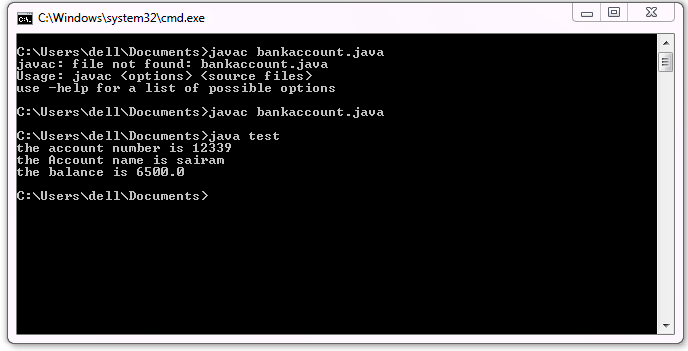 C:\Windows\system32\cmd.exe
C:\Users\dell\Documents>javac bankaccount.java
javac: file not found: bankaccount.java
Usage: javac <options> <source files>
use -help for a list of possible options
C:\Users\dell\Documents>javac bankaccount.java
C:\Users\dell\Documents>java test
the account number is 12339
the Account name is sairam
the balance is 6500.0
C:\Users\dell\Documents>